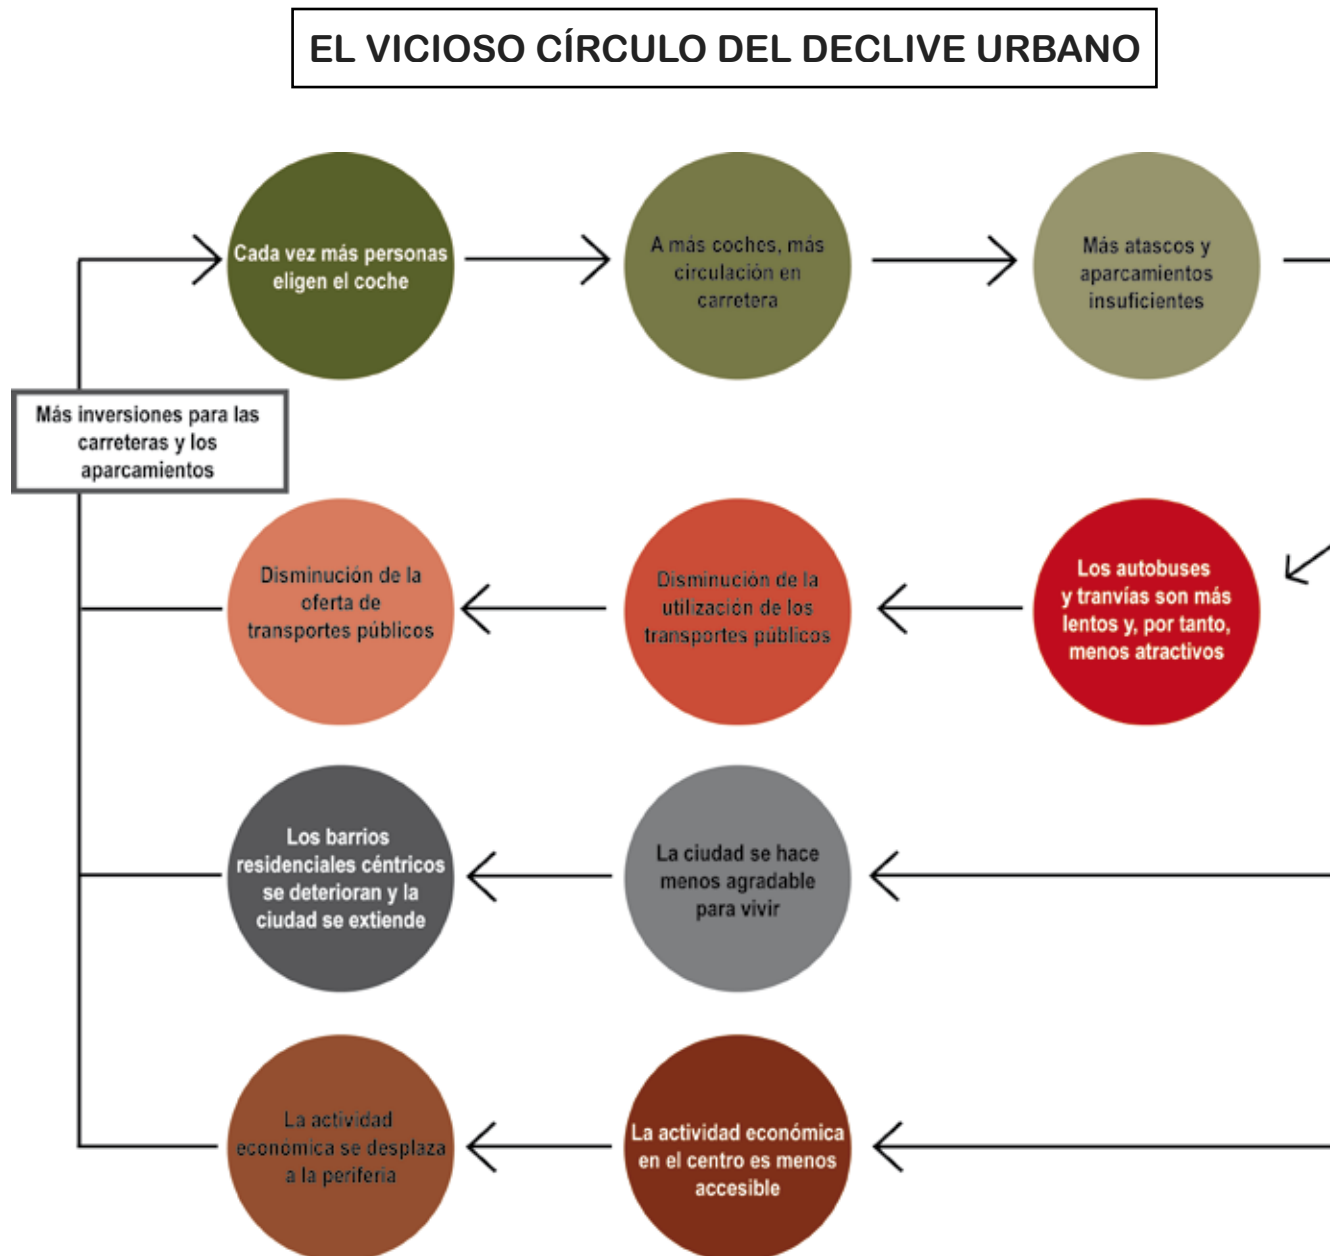 EL VICIOSO CÍRCULO DEL DECLIVE URBANO
Cada vez más personas
eligen el coche
A más coches, más
circulación en
carretera
Más atascos y
aparcamientos
insuficientes
Más inversiones para las
carreteras y los
aparcamientos
Disminución de la
oferta de
transportes públicos
Disminución de la
utilización de los
transportes públicos
Los autobuses
y tranvías son más
lentos y, por tanto,
menos atractivos
Los barrios
residenciales céntricos
se deterioran y la
ciudad se extiende
La ciudad se hace
menos agradable
para vivir
La actividad
económica se desplaza
a la periferia
La actividad económica
en el centro es menos
accesible